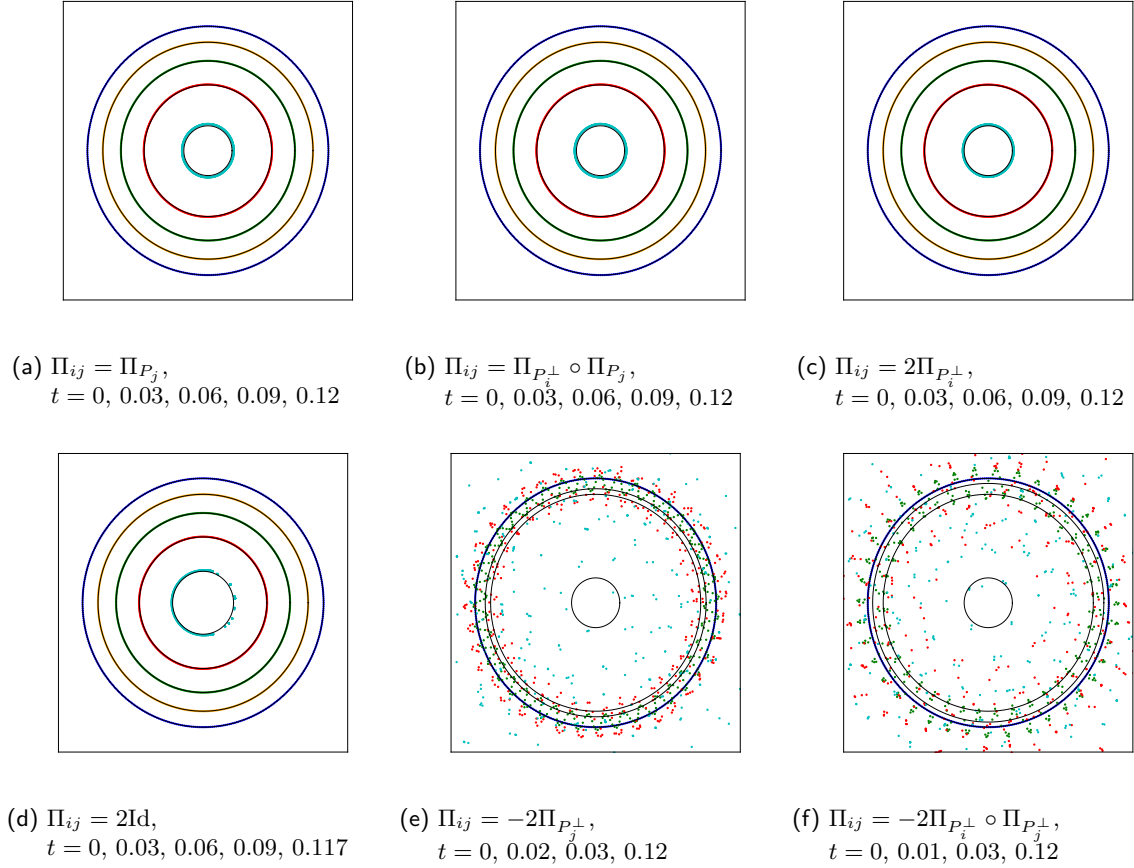 (a) Π_{ij} = Π_{P_j},
t = 0, 0.03, 0.06, 0.09, 0.12
(b) Π_{ij} = Π_{P_i^⊥} ∘ Π_{P_j},
t = 0, 0.03, 0.06, 0.09, 0.12
(c) Π_{ij} = 2Π_{P_i^⊥},
t = 0, 0.03, 0.06, 0.09, 0.12
(d) Π_{ij} = 2Id,
t = 0, 0.03, 0.06, 0.09, 0.117
(e) Π_{ij} = −2Π_{P_j^⊥},
t = 0, 0.02, 0.03, 0.12
(f) Π_{ij} = −2Π_{P_i^⊥} ∘ Π_{P_j^⊥},
t = 0, 0.01, 0.03, 0.12